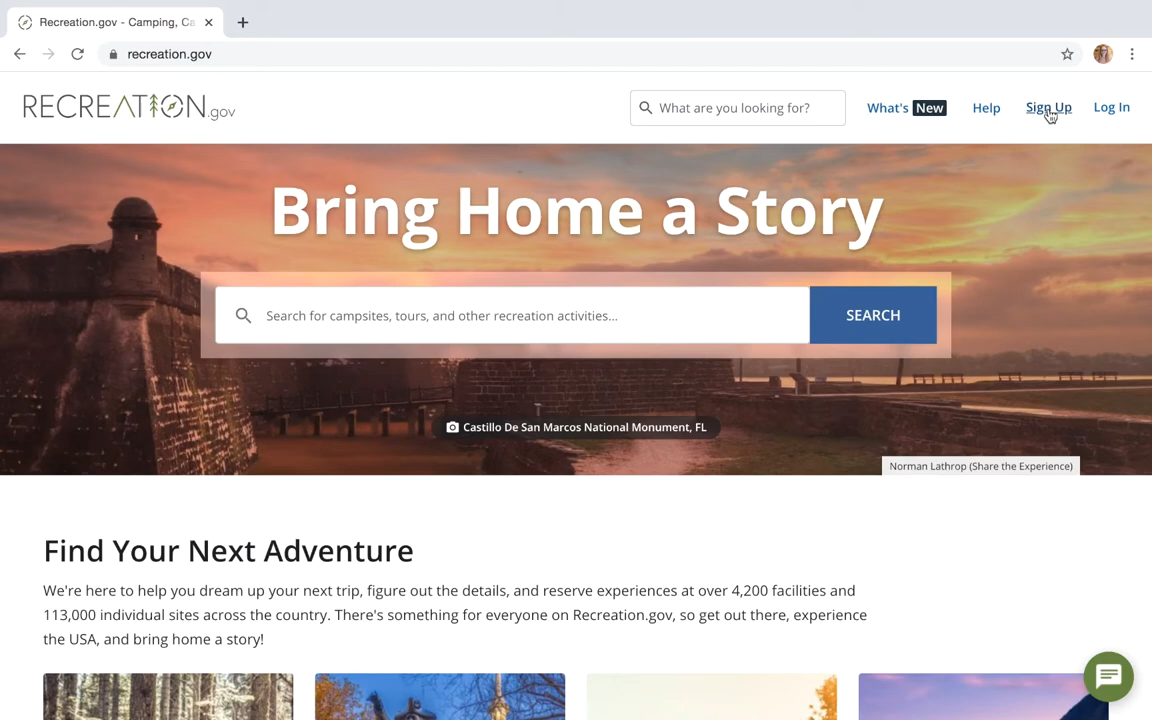 Recreation.gov - Camping, Ca
recreation.gov
RECREATION.gov
What are you looking for?
What's New
Help
Sign Up
Log In
Bring Home a Story
Search for campsites, tours, and other recreation activities...
SEARCH
Castillo De San Marcos National Monument, FL
Norman Lathrop (Share the Experience)
Find Your Next Adventure
We're here to help you dream up your next trip, figure out the details, and reserve experiences at over 4,200 facilities and
113,000 individual sites across the country. There's something for everyone on Recreation.gov, so get out there, experience
the USA, and bring home a story!